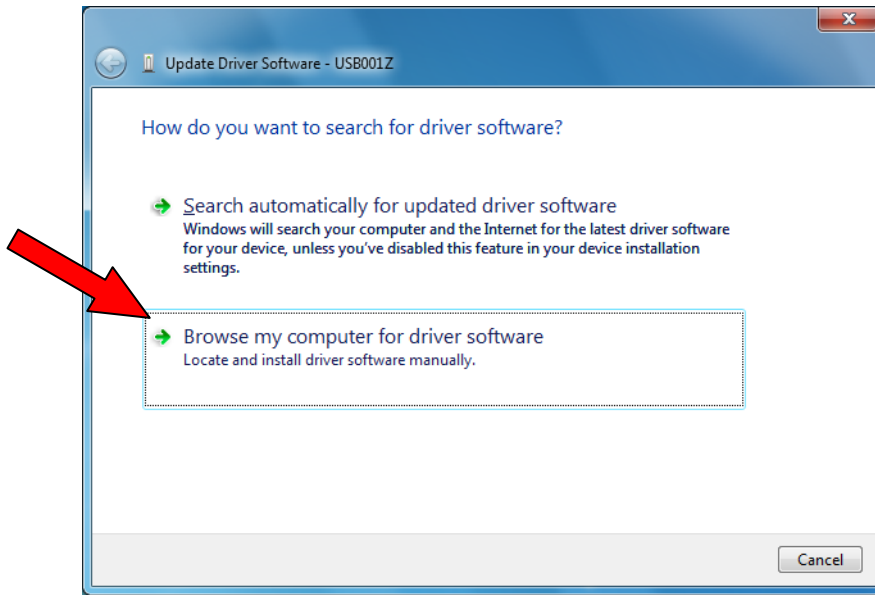 Update Driver Software - USB001Z
How do you want to search for driver software?
Search automatically for updated driver software
Windows will search your computer and the Internet for the latest driver software
for your device, unless you've disabled this feature in your device installation
settings.
Browse my computer for driver software
Locate and install driver software manually.
Cancel